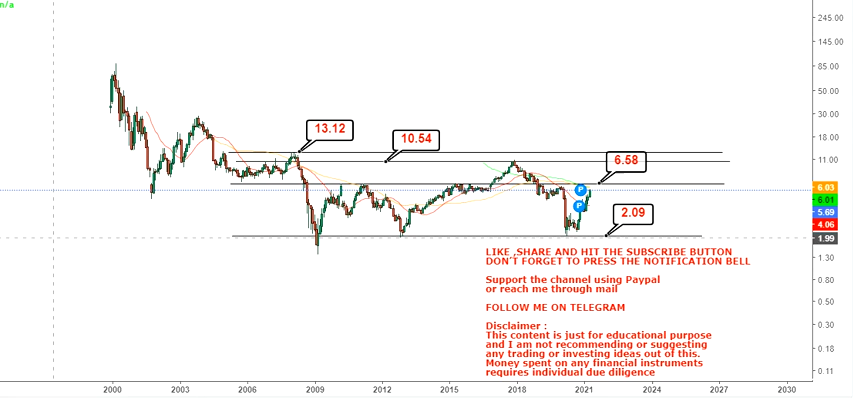 n/a
245.00
145.00
85.00
50.00
30.00
18.00
11.00
6.03
6.01
5.69
4.06
1.99
1.30
0.80
0.50
0.30
0.18
0.11
13.12
10.54
6.58
2.09
P
P
LIKE ,SHARE AND HIT THE SUBSCRIBE BUTTON
DON'T FORGET TO PRESS THE NOTIFICATION BELL
Support the channel using Paypal
or reach me through mail
FOLLOW ME ON TELEGRAM
Disclaimer :
This content is just for educational purpose
and I am not recommending or suggesting
any trading or investing ideas out of this.
Money spent on any financial instruments
requires individual due diligence
2000 2003 2006 2009 2012 2015 2018 2021 2024 2027 2030